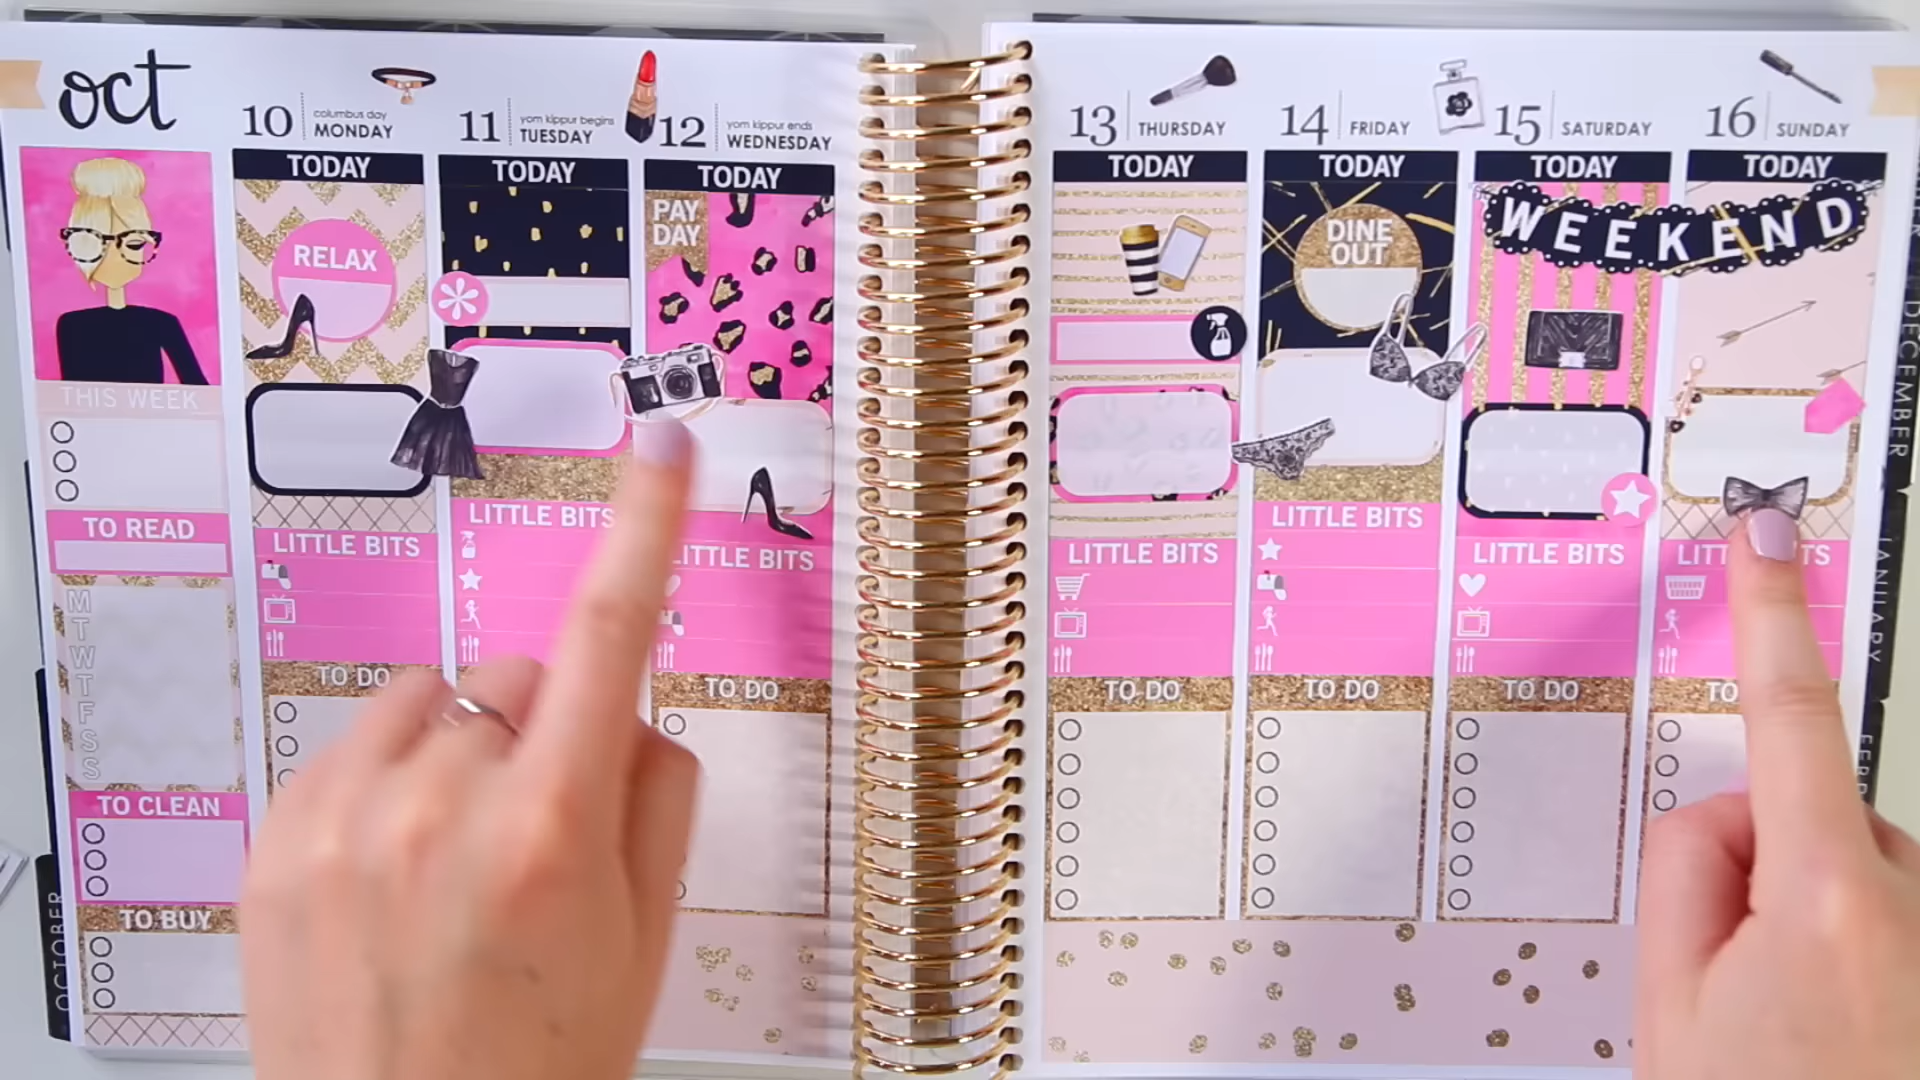 oct
10
columbus day
MONDAY
11
yom kippur begins
TUESDAY
12
yom kippur ends
WEDNESDAY
13
THURSDAY
14
FRIDAY
15
SATURDAY
16
SUNDAY
TODAY
TODAY
TODAY
TODAY
TODAY
TODAY
TODAY
RELAX
PAY
DAY
DINE
OUT
WEEKEND
THIS WEEK
TO READ
M
T
W
T
F
S
S
TO CLEAN
TO BUY
LITTLE BITS
LITTLE BITS
LITTLE BITS
LITTLE BITS
LITTLE BITS
LITTLE BITS
TO DO
TO DO
TO DO
TO DO
TO DO
OCTOBER
DECEMBER
JANUARY